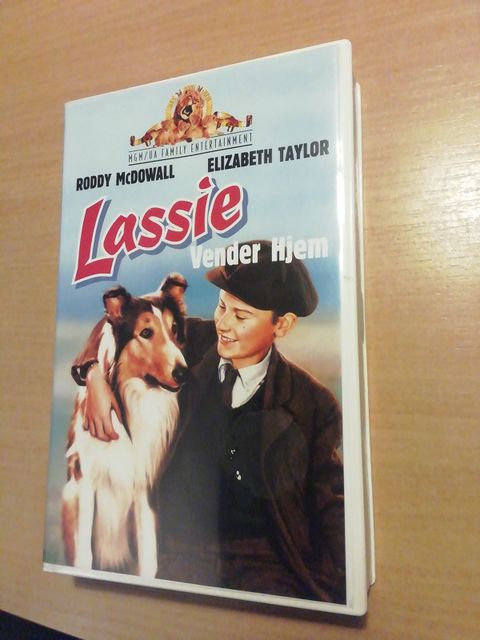 MGM/UA FAMILY ENTERTAINMENT
RODDY McDOWALL ELIZABETH TAYLOR
Lassie
Vender Hjem